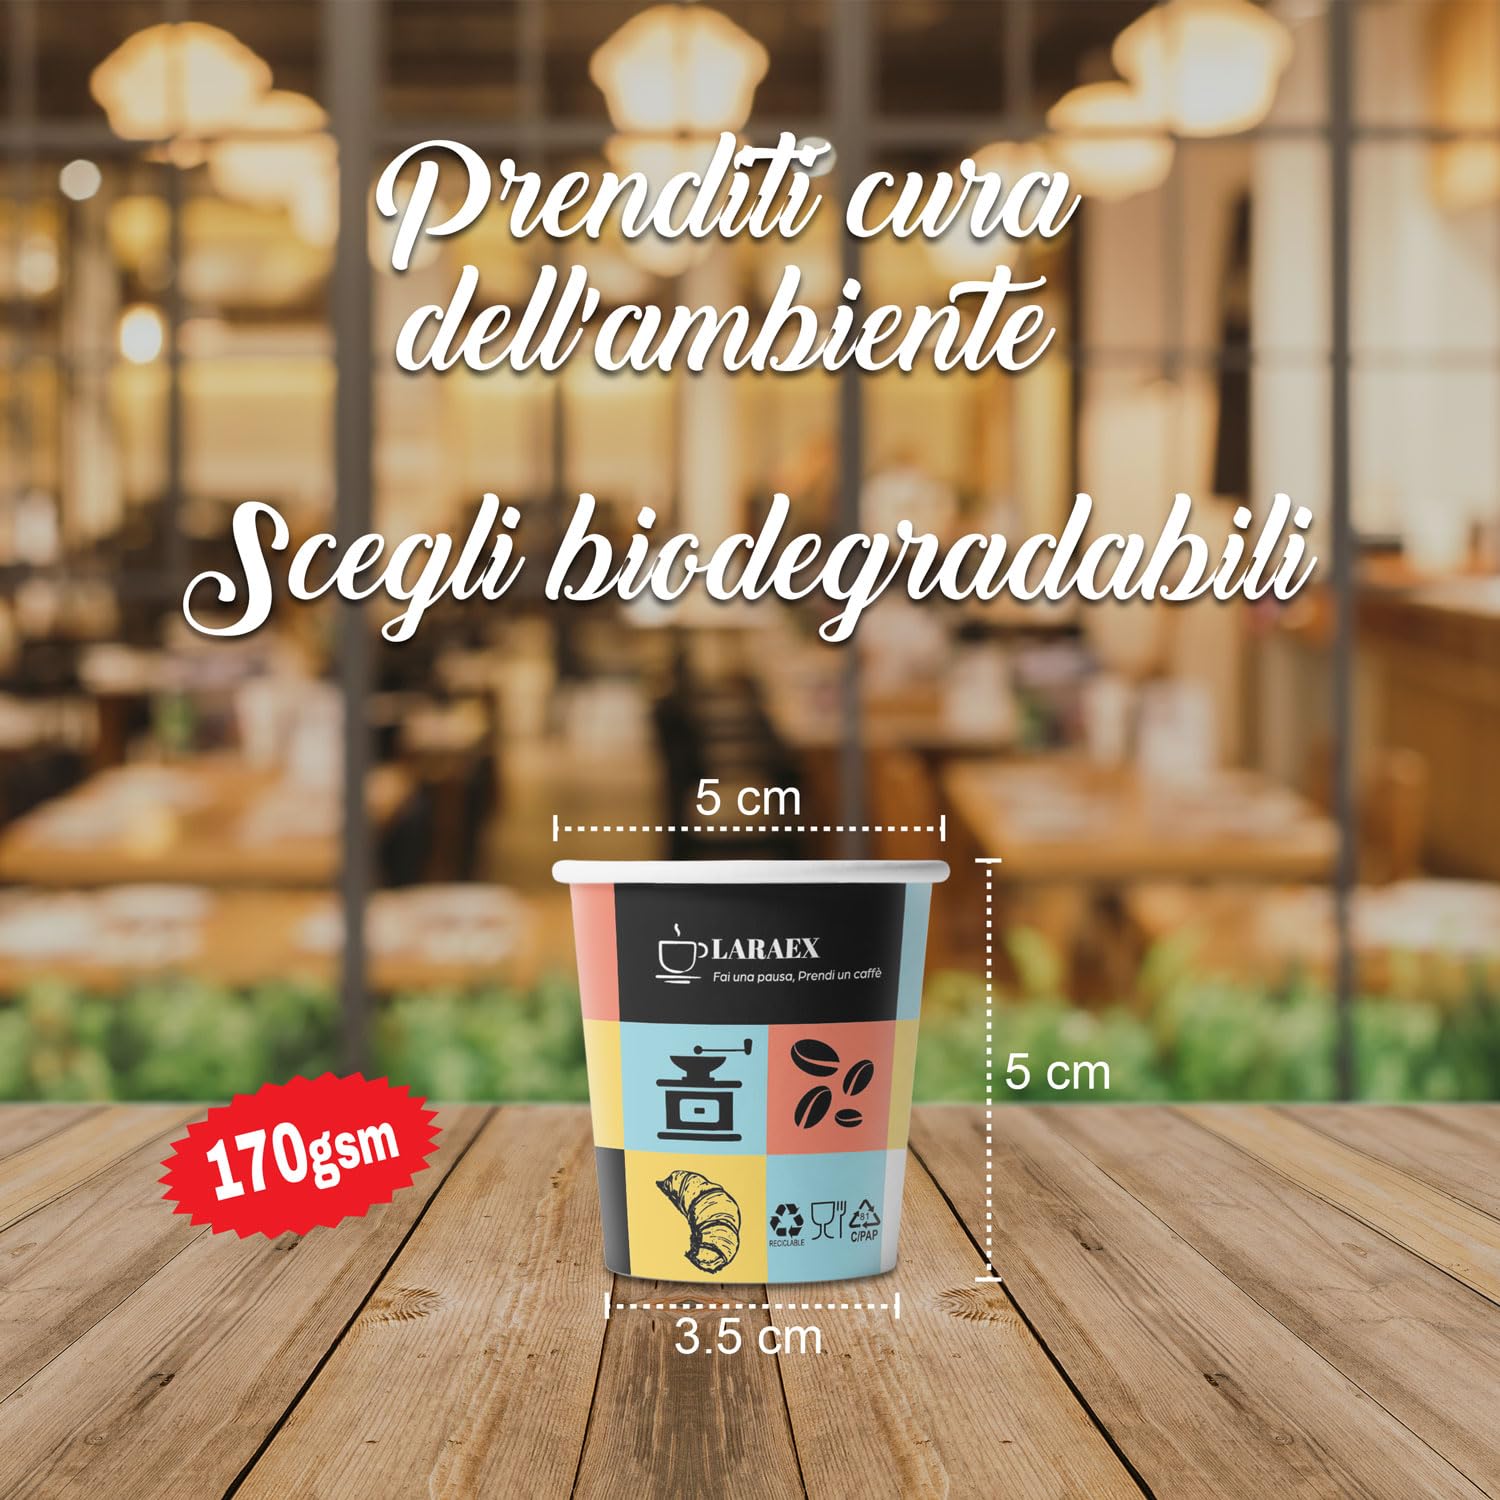 Prenditi cura
dell'ambiente
Scegli biodegradabili
5 cm
LARAEX
Fai una pausa, Prendi un caffè
5 cm
170gsm
RECICLABLE
81
C/PAP
3.5 cm